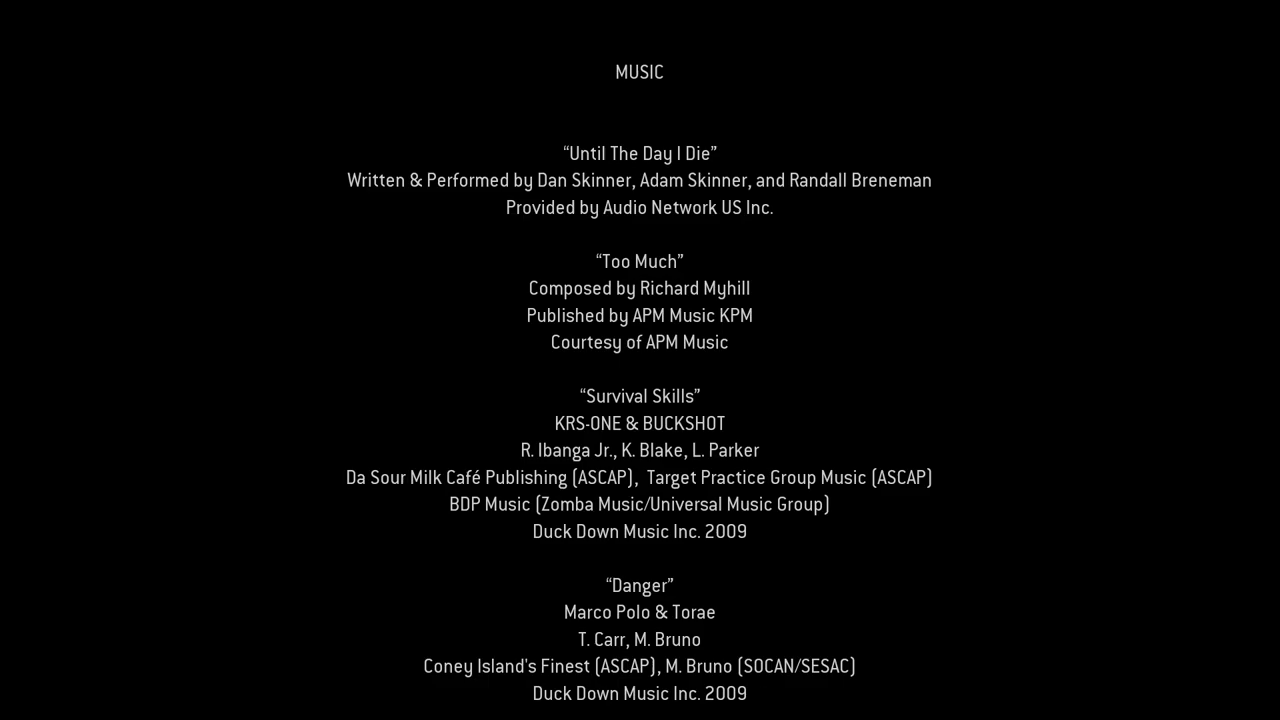 MUSIC
“Until The Day I Die”
Written & Performed by Dan Skinner, Adam Skinner, and Randall Breneman
Provided by Audio Network US Inc.
“Too Much”
Composed by Richard Myhill
Published by APM Music KPM
Courtesy of APM Music
“Survival Skills”
KRS-ONE & BUCKSHOT
R. Ibanga Jr., K. Blake, L. Parker
Da Sour Milk Café Publishing (ASCAP),  Target Practice Group Music (ASCAP)
BDP Music (Zomba Music/Universal Music Group)
Duck Down Music Inc. 2009
“Danger”
Marco Polo & Torae
T. Carr, M. Bruno
Coney Island's Finest (ASCAP), M. Bruno (SOCAN/SESAC)
Duck Down Music Inc. 2009